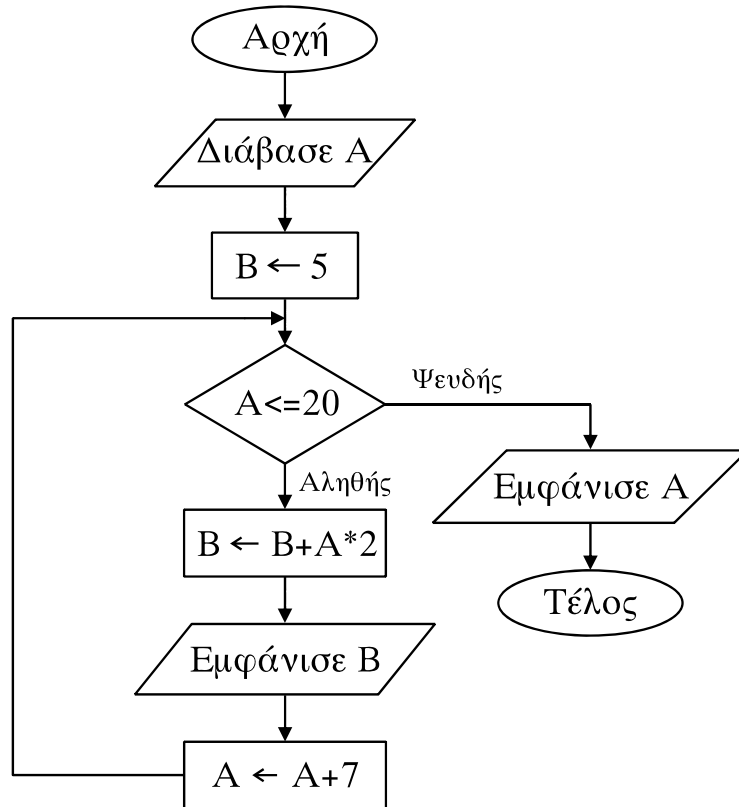 Αρχή
Διάβασε Α
Β ← 5
Α<=20
Ψευδής
Αληθής
Εμφάνισε Α
Β ← Β+Α*2
Τέλος
Εμφάνισε Β
Α ← Α+7